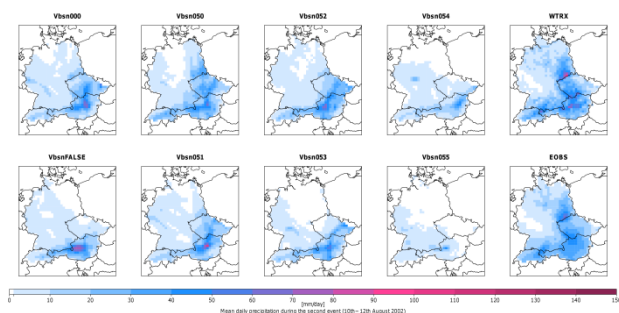 Vbsn000 Vbsn050 Vbsn052 Vbsn054 WTRX
VbsnFALSE Vbsn051 Vbsn053 Vbsn055 EOBS
0 10 20 30 40 50 60 70 80 90 100 110 120 130 140 150
[mm/day]
Mean daily precipitation during the second event (10th−12th August 2002)